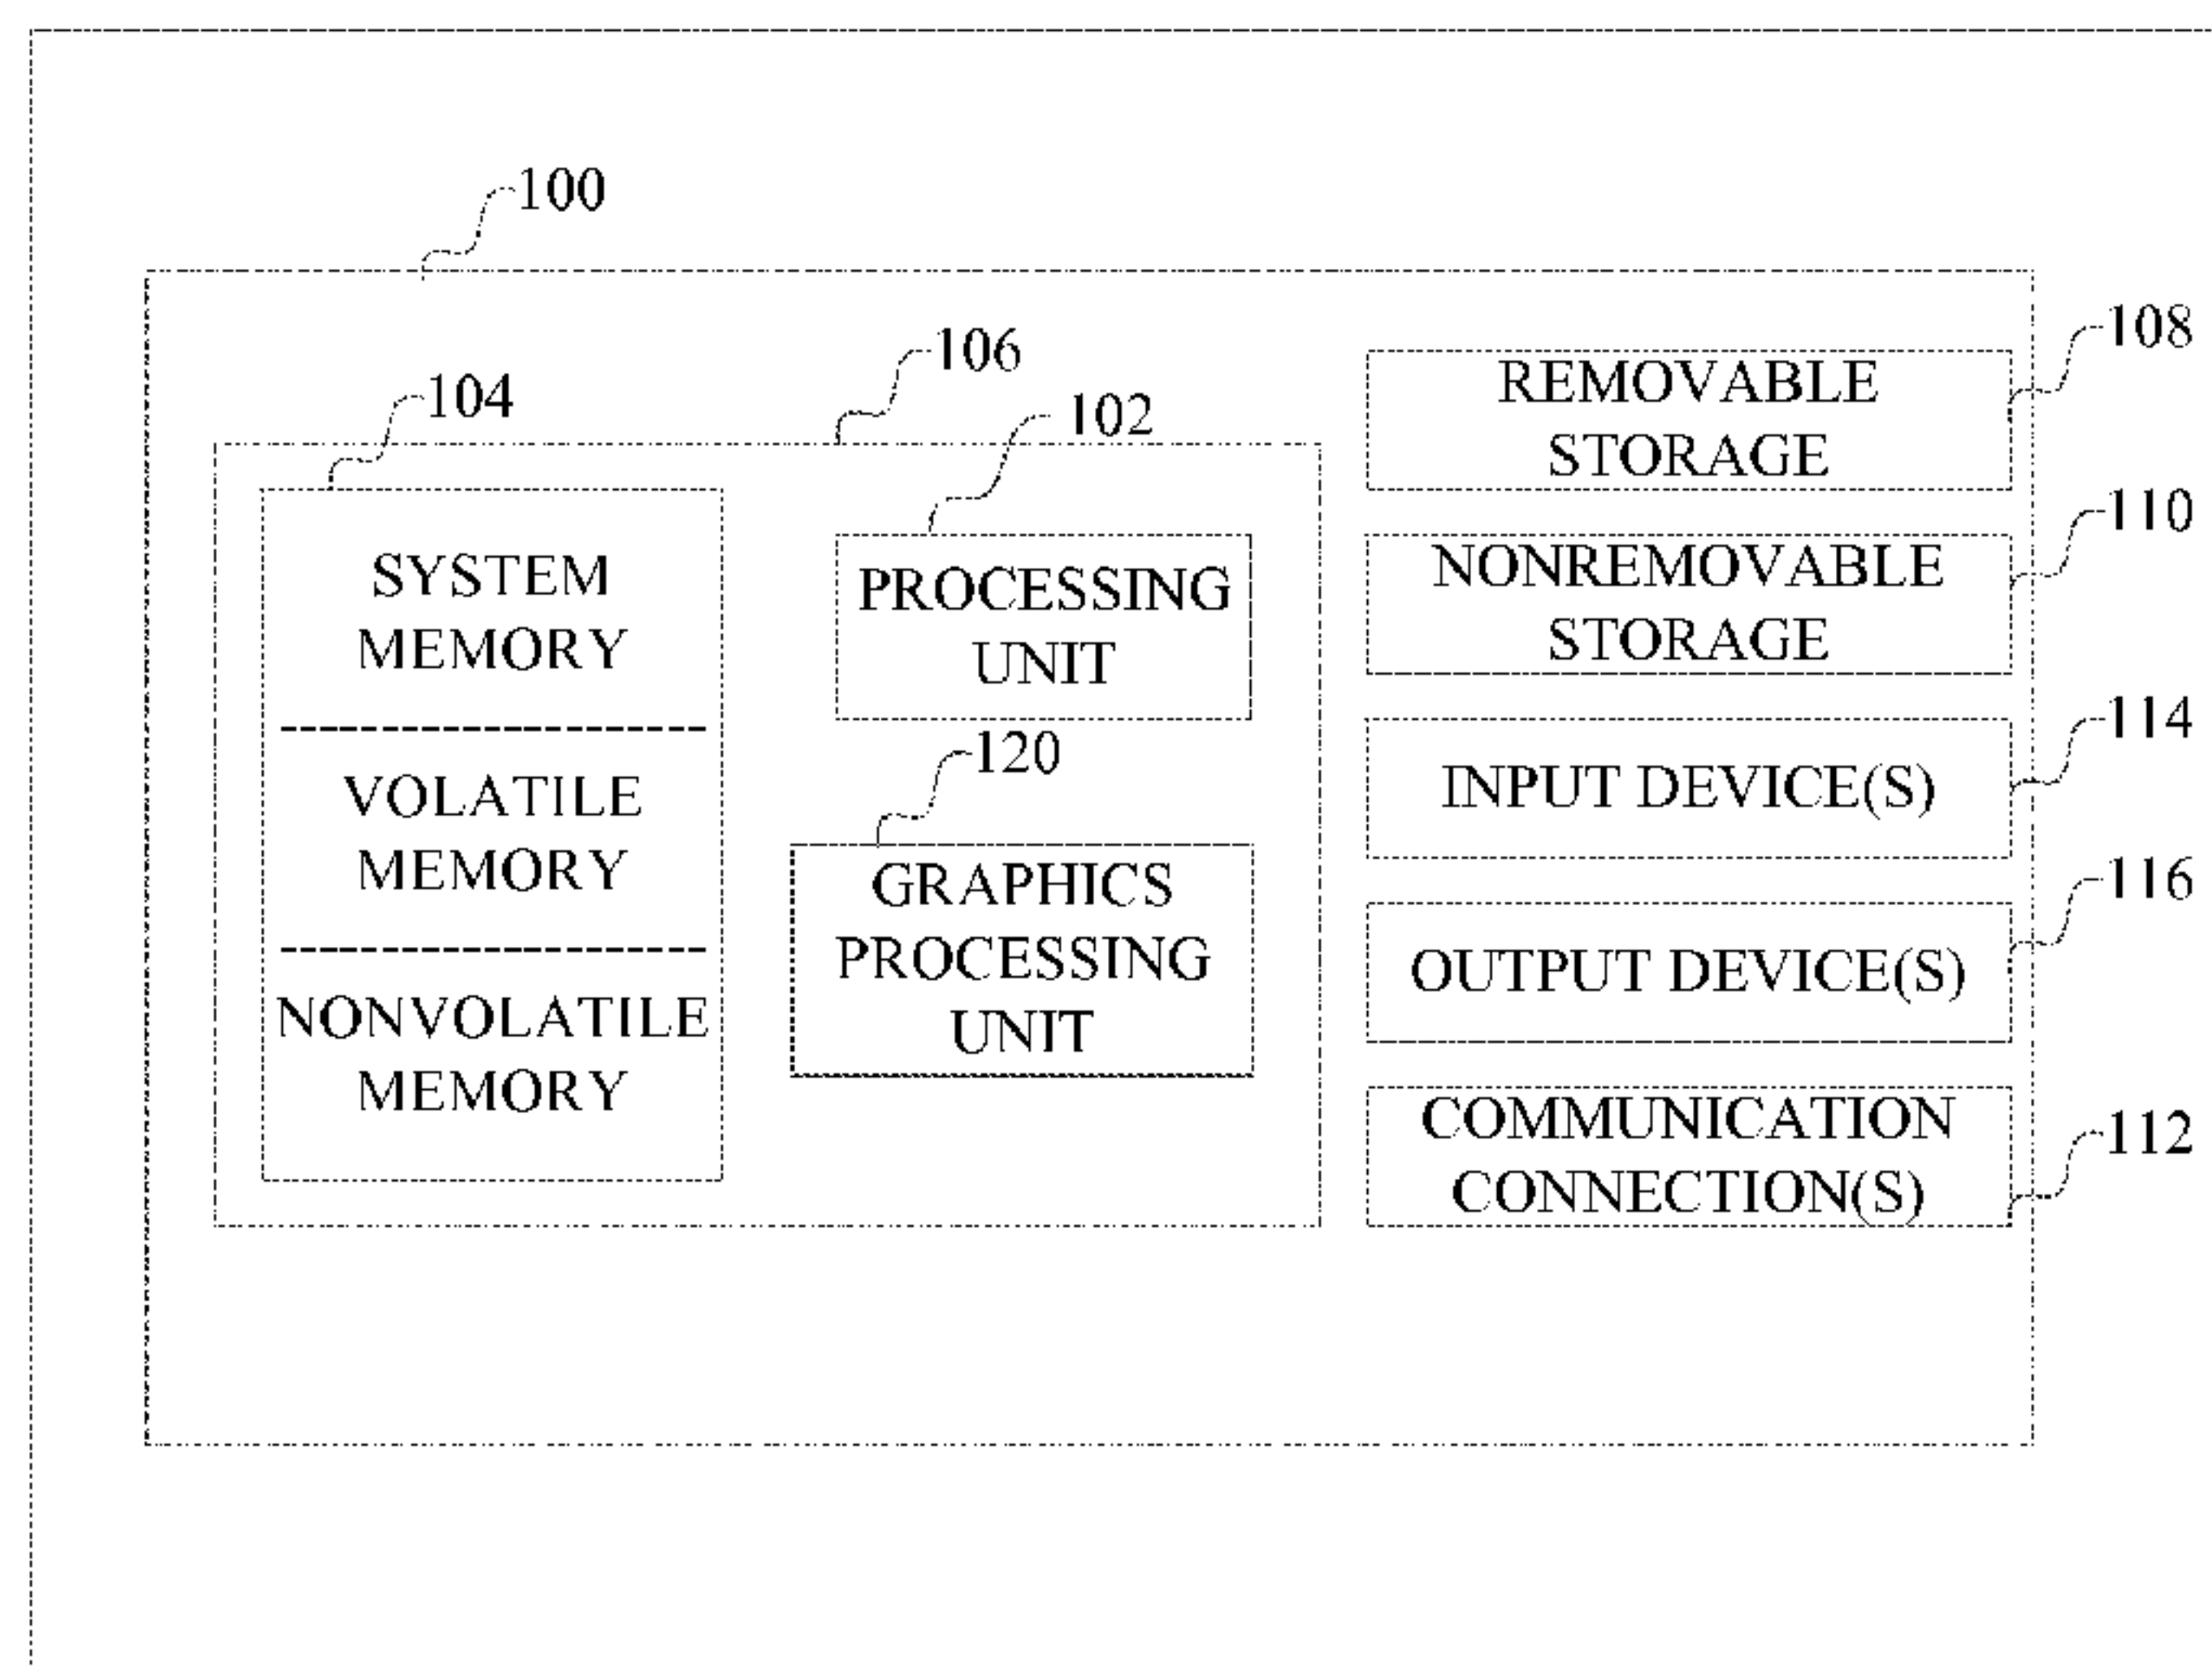 100
106
104
102
SYSTEM
MEMORY
VOLATILE
MEMORY
NONVOLATILE
MEMORY
PROCESSING
UNIT
120
GRAPHICS
PROCESSING
UNIT
108
REMOVABLE
STORAGE
110
NONREMOVABLE
STORAGE
114
INPUT DEVICE(S)
116
OUTPUT DEVICE(S)
112
COMMUNICATION
CONNECTION(S)